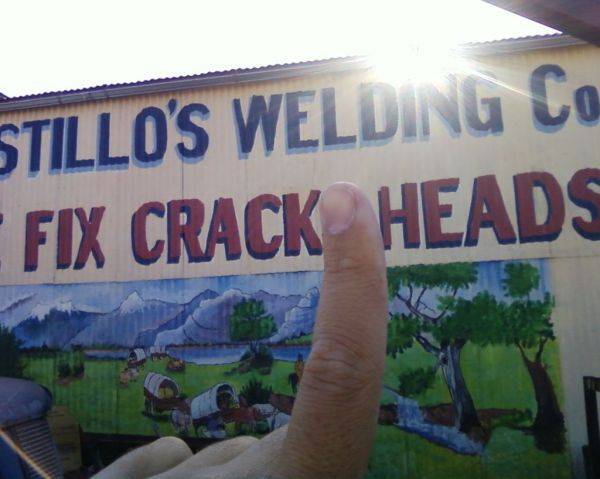 STILLO'S WELDING Co
FIX CRACK HEADS